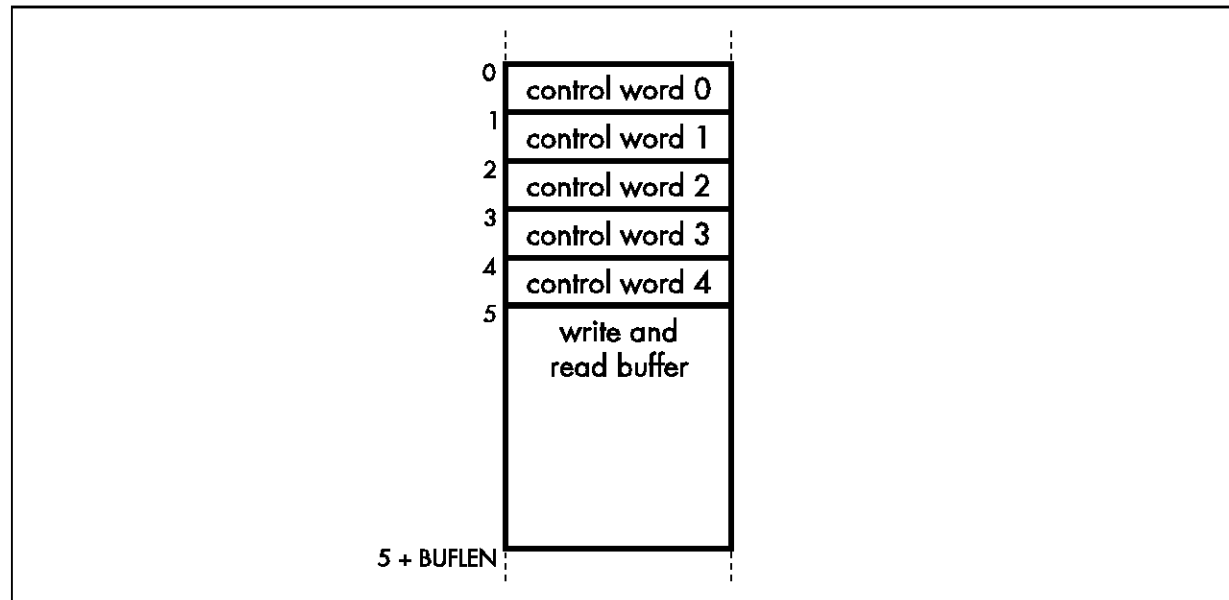 0
control word 0
1
control word 1
2
control word 2
3
control word 3
4
control word 4
5
write and
read buffer
5 + BUFLEN